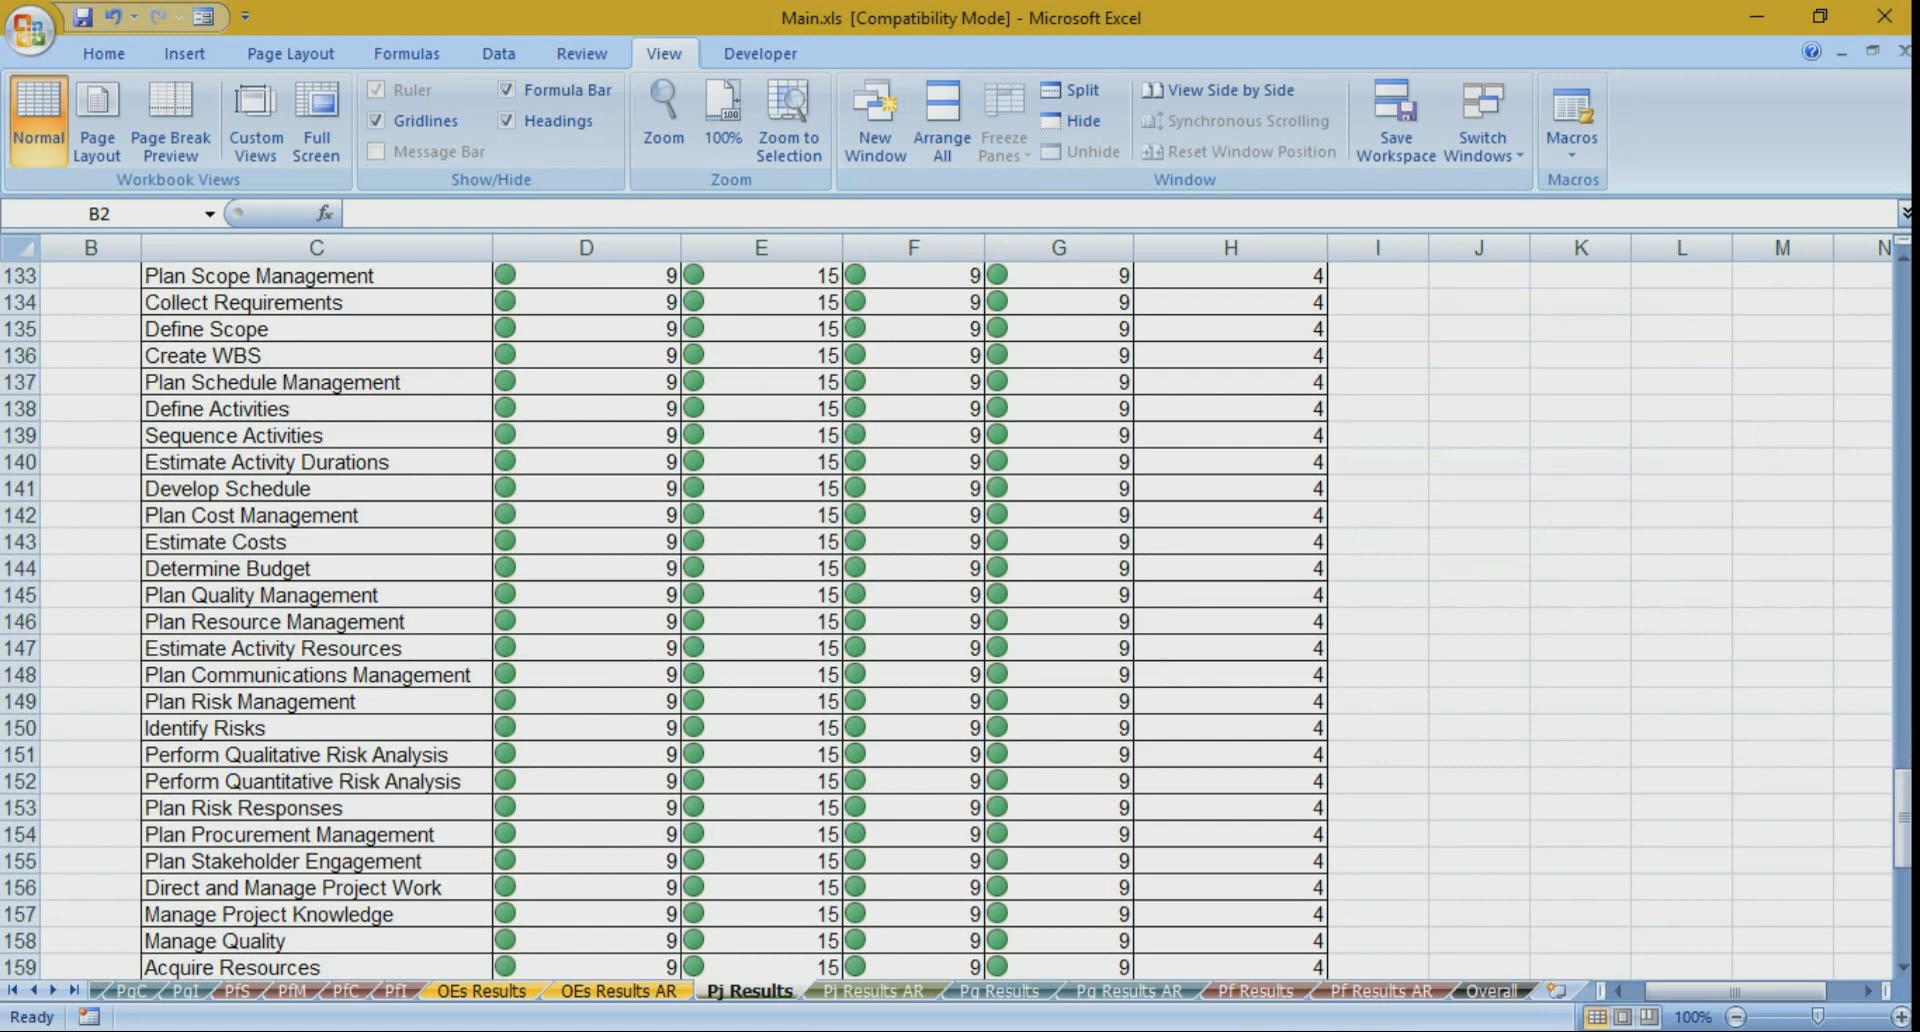 Main.xls [Compatibility Mode] - Microsoft Excel
Home Insert Page Layout Formulas Data Review View Developer
Normal
Page Layout
Page Break Preview
Custom Views
Full Screen
Workbook Views
Ruler
Gridlines
Message Bar
Formula Bar
Headings
Show/Hide
Zoom
100%
Zoom to Selection
Zoom
New Window
Arrange All
Freeze Panes
Split
Hide
Unhide
View Side by Side
Synchronous Scrolling
Reset Window Position
Window
Save Workspace
Switch Windows
Macros
Macros
B2 fx
B C D E F G H I J K L M N
133 Plan Scope Management 9 15 9 9 4
134 Collect Requirements 9 15 9 9 4
135 Define Scope 9 15 9 9 4
136 Create WBS 9 15 9 9 4
137 Plan Schedule Management 9 15 9 9 4
138 Define Activities 9 15 9 9 4
139 Sequence Activities 9 15 9 9 4
140 Estimate Activity Durations 9 15 9 9 4
141 Develop Schedule 9 15 9 9 4
142 Plan Cost Management 9 15 9 9 4
143 Estimate Costs 9 15 9 9 4
144 Determine Budget 9 15 9 9 4
145 Plan Quality Management 9 15 9 9 4
146 Plan Resource Management 9 15 9 9 4
147 Estimate Activity Resources 9 15 9 9 4
148 Plan Communications Management 9 15 9 9 4
149 Plan Risk Management 9 15 9 9 4
150 Identify Risks 9 15 9 9 4
151 Perform Qualitative Risk Analysis 9 15 9 9 4
152 Perform Quantitative Risk Analysis 9 15 9 9 4
153 Plan Risk Responses 9 15 9 9 4
154 Plan Procurement Management 9 15 9 9 4
155 Plan Stakeholder Engagement 9 15 9 9 4
156 Direct and Manage Project Work 9 15 9 9 4
157 Manage Project Knowledge 9 15 9 9 4
158 Manage Quality 9 15 9 9 4
159 Acquire Resources 9 15 9 9 4
PgC PgI PfS PfM PfC PfI OEs Results OEs Results AR Pj Results Pj Results AR Pg Results Pg Results AR Pf Results Pf Results AR Overall
Ready 100%